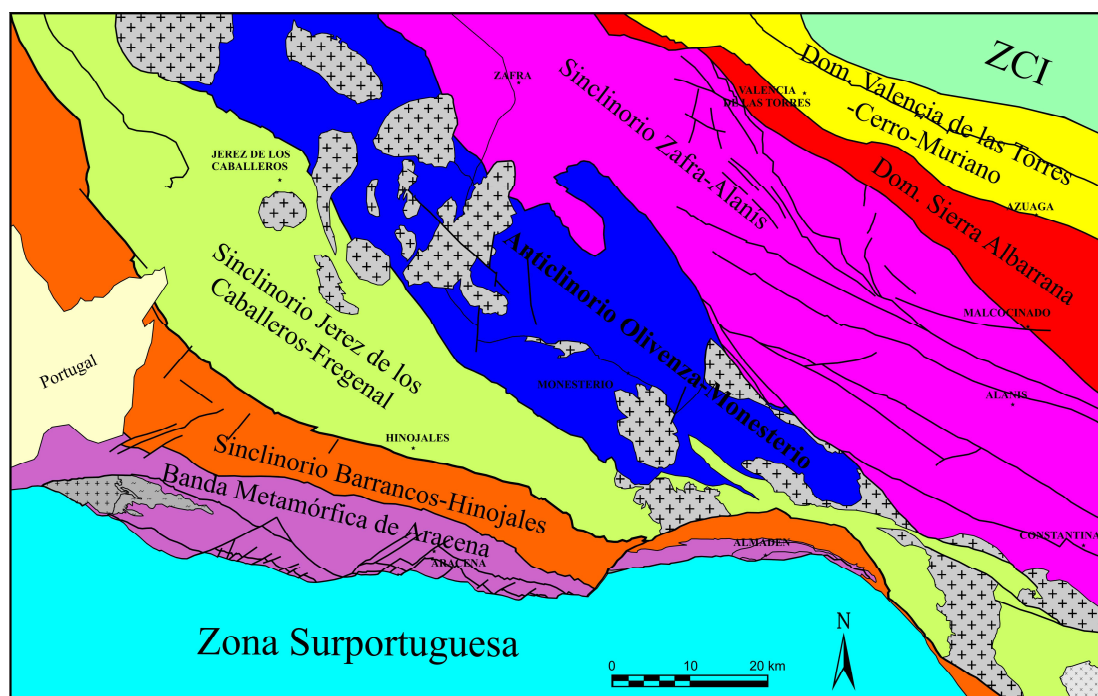 ZCI
Dom. Valencia de las Torres
-Cerro-Muriano
ZAFRA
Sinclinorio Zafra-Alanis
VALENCIA
DE LAS TORRES
JEREZ DE LOS
CABALLEROS
Dom. Sierra Albarrana
AZUAGA
Sinclinorio Jerez de los
Caballeros-Fregenal
Anticlinorio Olivenza-Monesterio
MALCOCINADO
Portugal
MONESTERIO
ALANIS
HINOJALES
Sinclinorio Barrancos-Hinojales
Banda Metamórfica de Aracena
ARACENA
ALMADEN
CONSTANTINA
Zona Surportuguesa
N
0 10 20 km